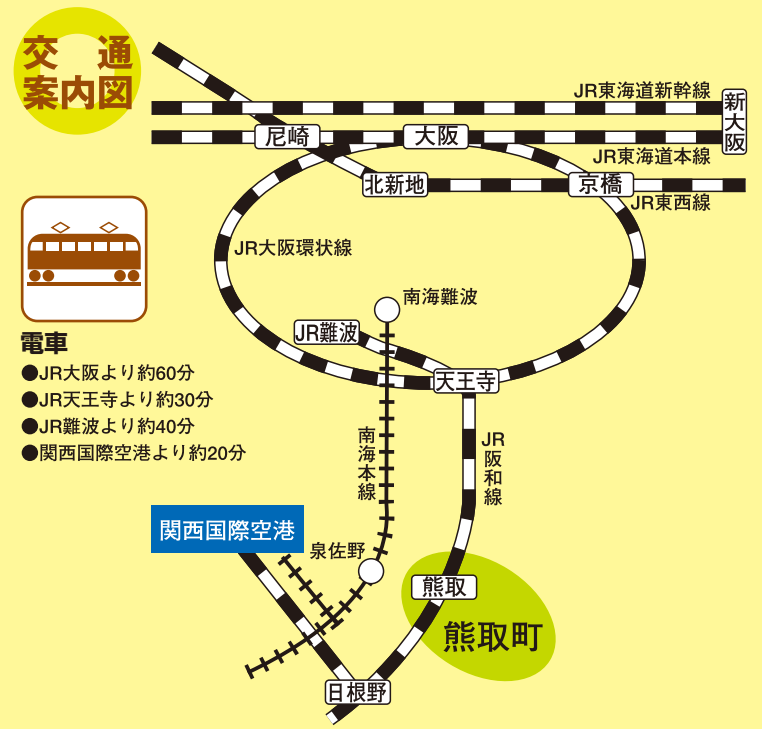 交通
案内図
JR東海道新幹線
新大阪
尼崎
大阪
JR東海道本線
北新地
京橋
JR東西線
JR大阪環状線
南海難波
JR難波
電車
●JR大阪より約60分
●JR天王寺より約30分
●JR難波より約40分
●関西国際空港より約20分
天王寺
南海本線
JR阪和線
関西国際空港
泉佐野
熊取
熊取町
日根野